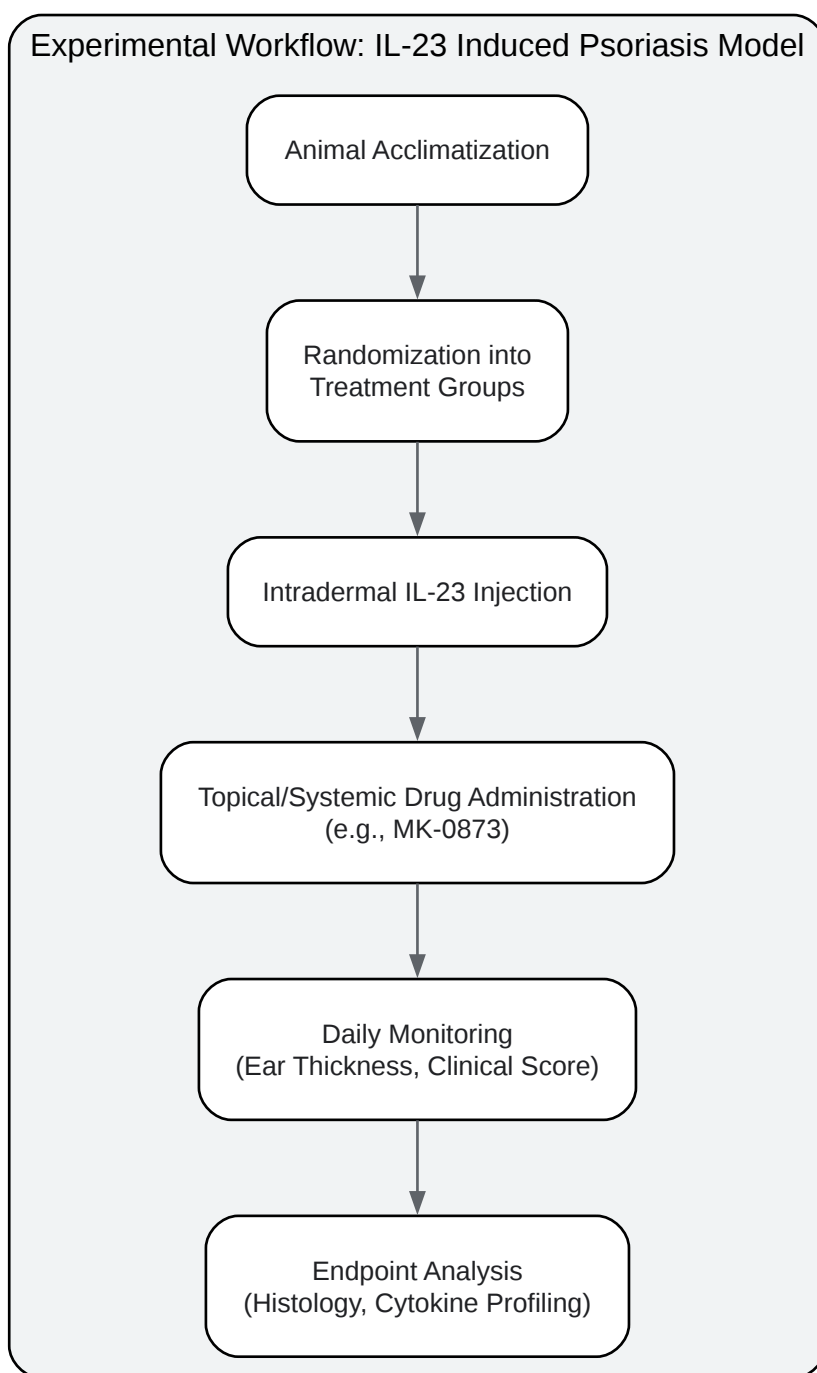 Experimental Workflow: IL-23 Induced Psoriasis Model
Animal Acclimatization
Randomization into
Treatment Groups
Intradermal IL-23 Injection
Topical/Systemic Drug Administration
(e.g., MK-0873)
Daily Monitoring
(Ear Thickness, Clinical Score)
Endpoint Analysis
(Histology, Cytokine Profiling)